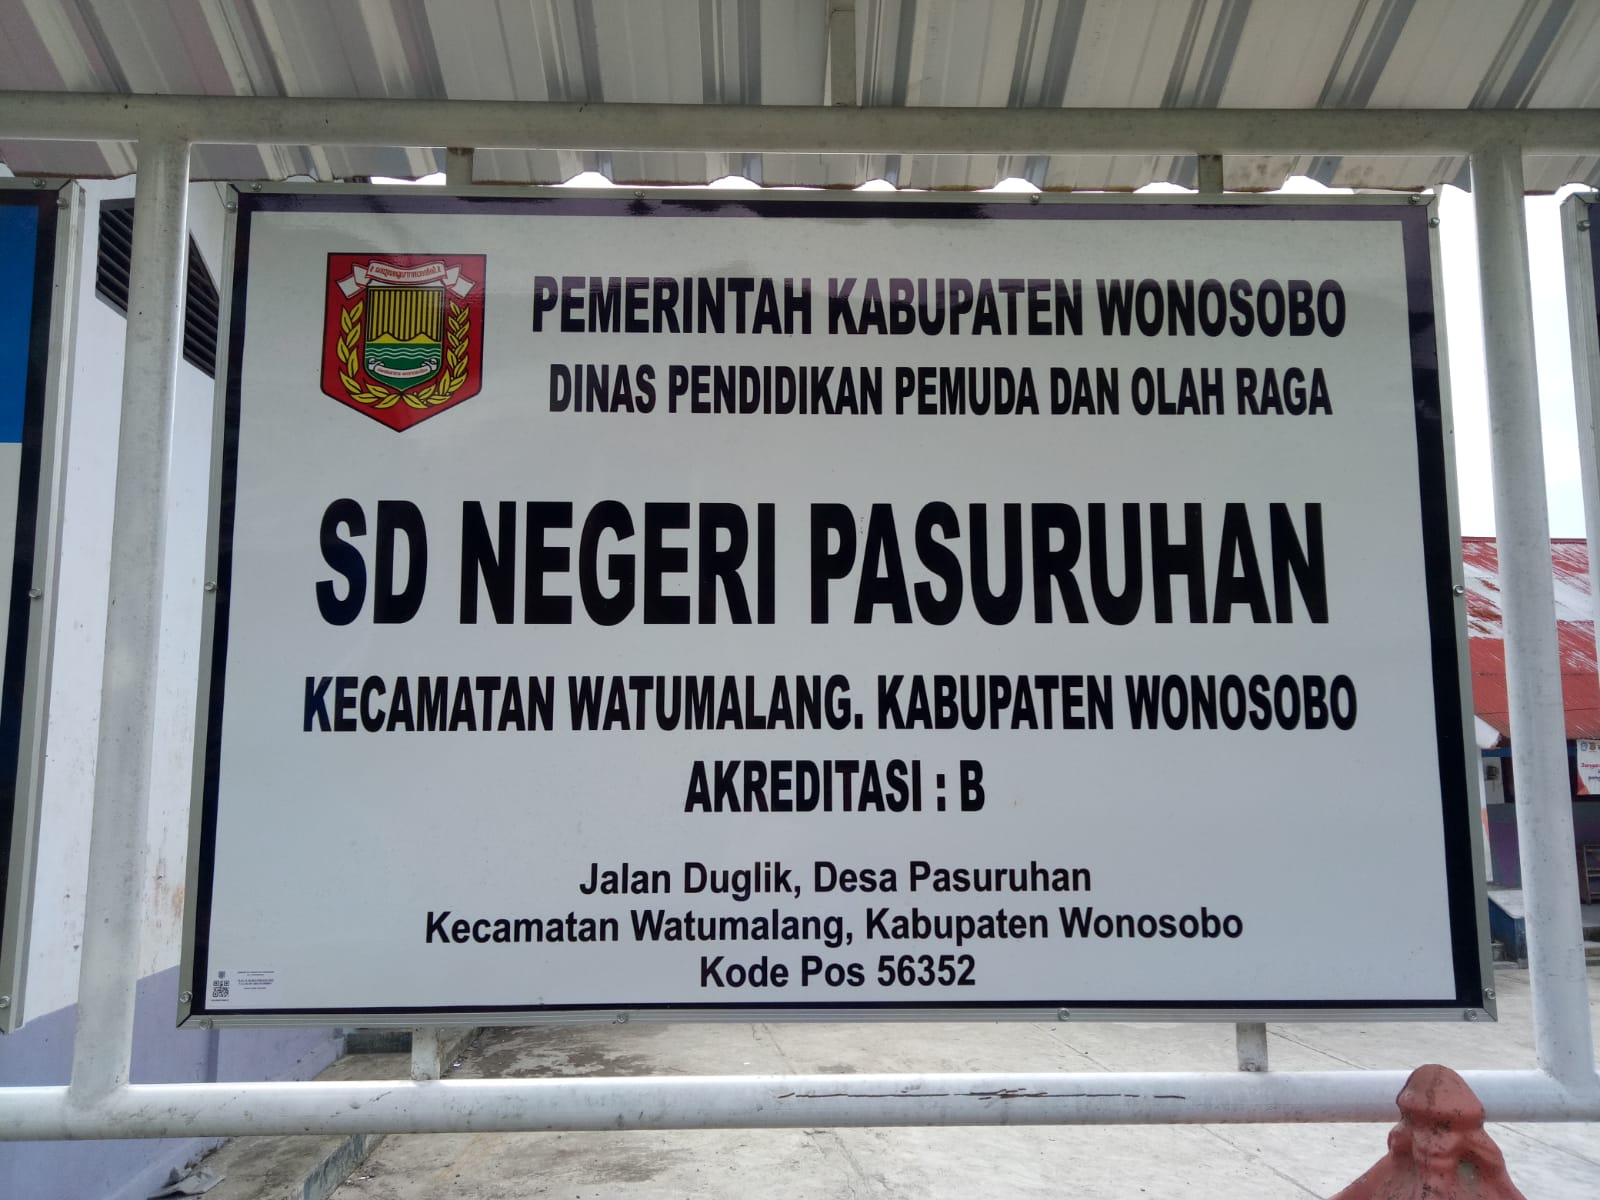 PEMERINTAH KABUPATEN WONOSOBO
DINAS PENDIDIKAN PEMUDA DAN OLAH RAGA
SD NEGERI PASURUHAN
KECAMATAN WATUMALANG. KABUPATEN WONOSOBO
AKREDITASI : B
Jalan Duglik, Desa Pasuruhan
Kecamatan Watumalang, Kabupaten Wonosobo
Kode Pos 56352